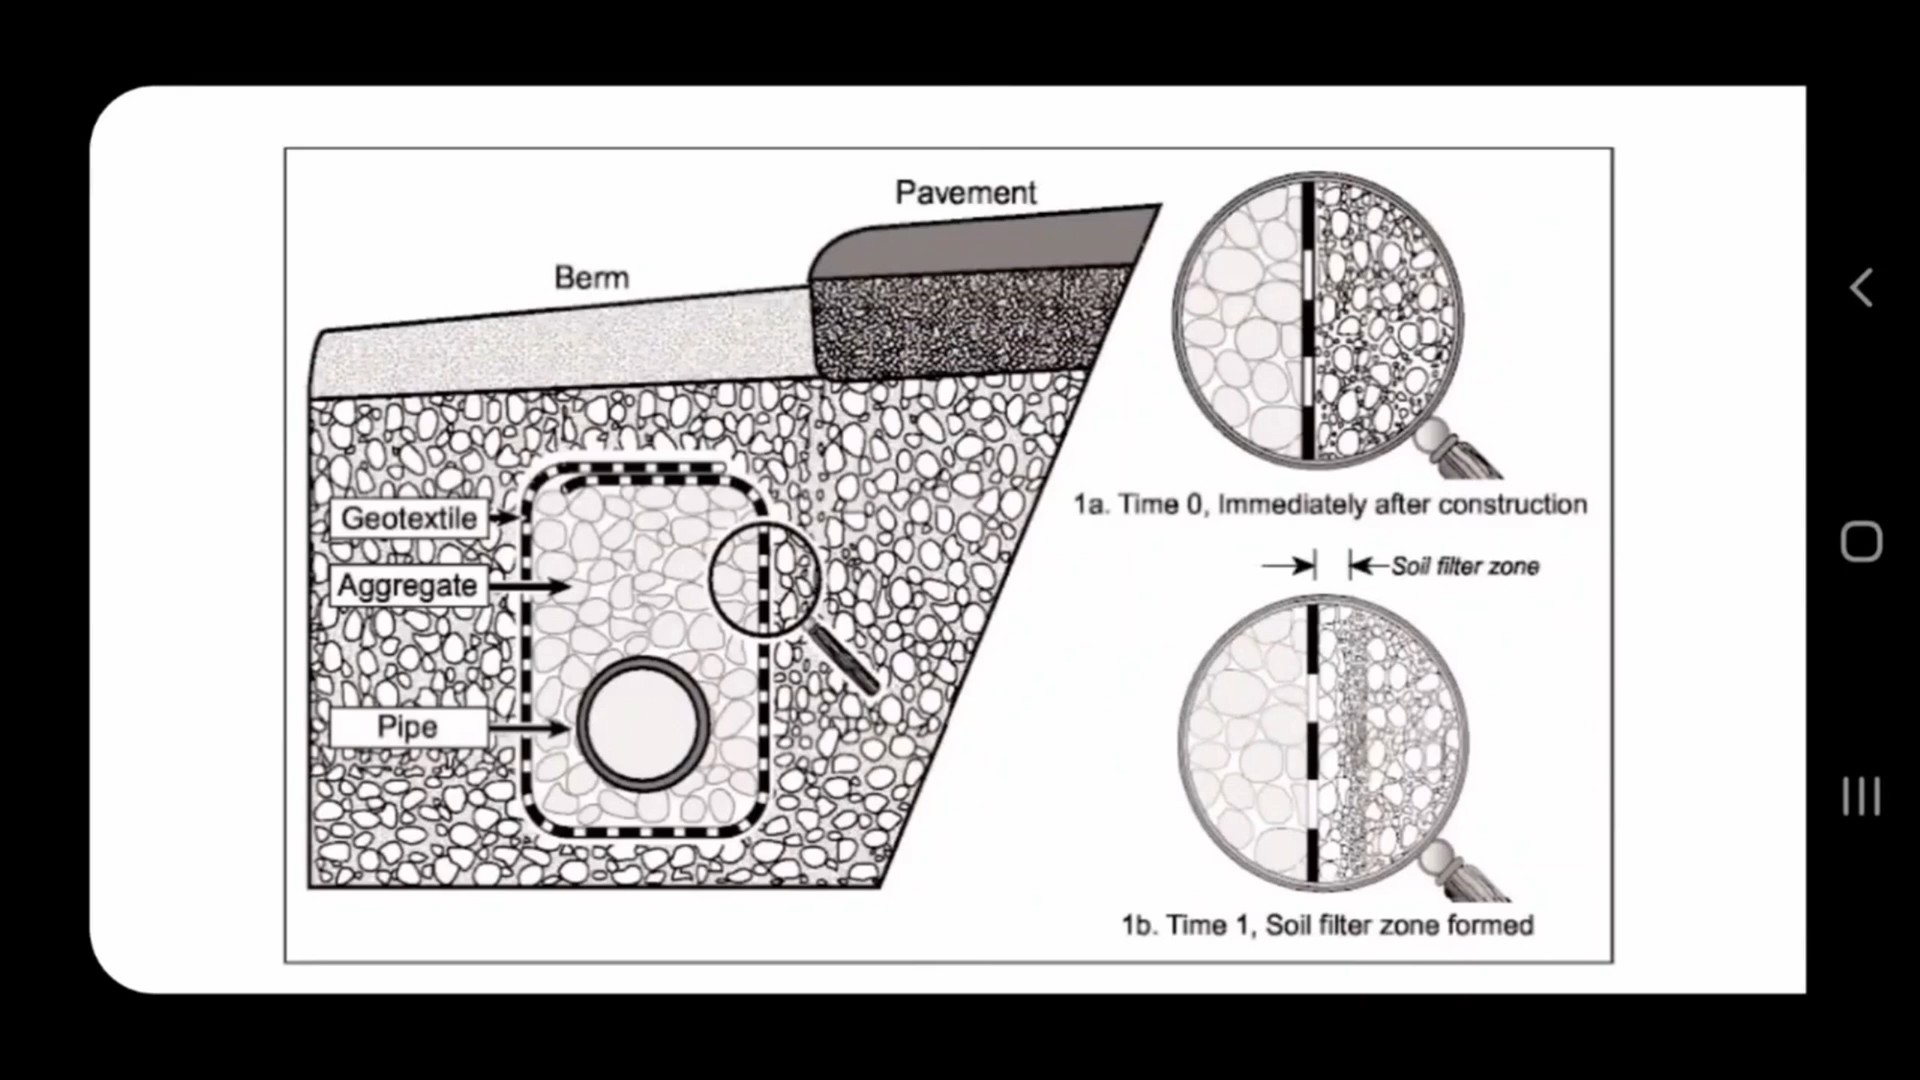 Pavement
Berm
Geotextile
Aggregate
Pipe
1a. Time 0, Immediately after construction
Soil filter zone
1b. Time 1, Soil filter zone formed